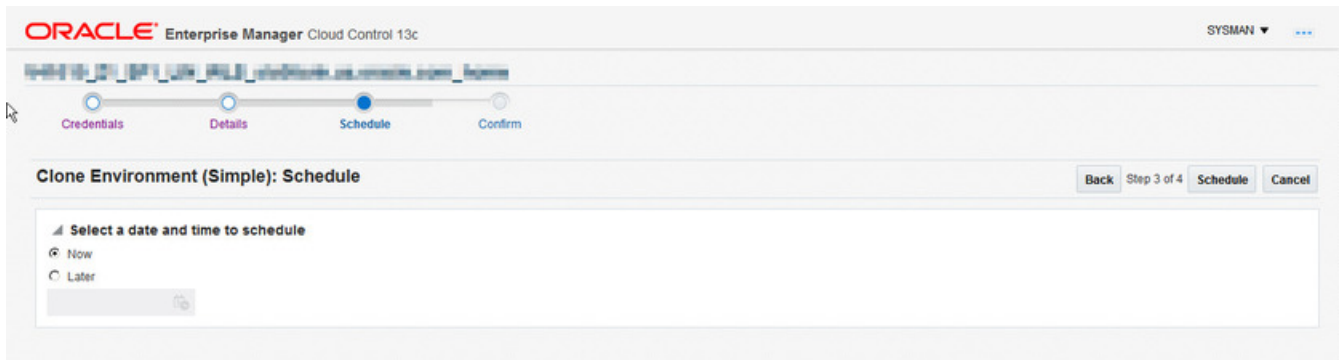 ORACLE® Enterprise Manager Cloud Control 13c
SYSMAN
Credentials Details Schedule Confirm
Clone Environment (Simple): Schedule
Back Step 3 of 4 Schedule Cancel
Select a date and time to schedule
Now
Later